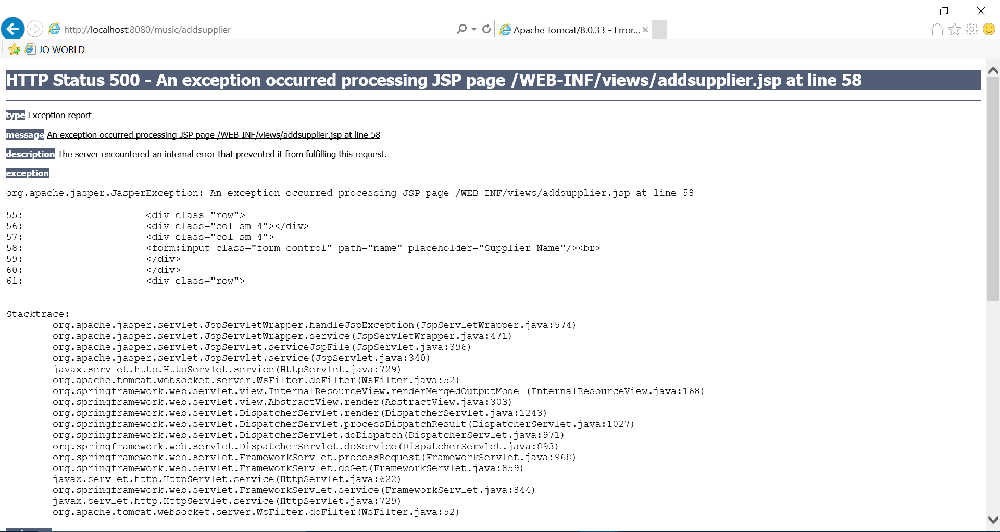 http://localhost:8080/music/addsupplier
Apache Tomcat/8.0.33 - Error...
JO WORLD
HTTP Status 500 - An exception occurred processing JSP page /WEB-INF/views/addsupplier.jsp at line 58
type Exception report
message An exception occurred processing JSP page /WEB-INF/views/addsupplier.jsp at line 58
description The server encountered an internal error that prevented it from fulfilling this request.
exception
org.apache.jasper.JasperException: An exception occurred processing JSP page /WEB-INF/views/addsupplier.jsp at line 58
55: <div class="row">
56: <div class="col-sm-4"></div>
57: <div class="col-sm-4">
58: <form:input class="form-control" path="name" placeholder="Supplier Name"/><br>
59: </div>
60: </div>
61: <div class="row">
Stacktrace:
org.apache.jasper.servlet.JspServletWrapper.handleJspException(JspServletWrapper.java:574)
org.apache.jasper.servlet.JspServletWrapper.service(JspServletWrapper.java:471)
org.apache.jasper.servlet.JspServlet.serviceJspFile(JspServlet.java:396)
org.apache.jasper.servlet.JspServlet.service(JspServlet.java:340)
javax.servlet.http.HttpServlet.service(HttpServlet.java:729)
org.apache.tomcat.websocket.server.WsFilter.doFilter(WsFilter.java:52)
org.springframework.web.servlet.view.InternalResourceView.renderMergedOutputModel(InternalResourceView.java:168)
org.springframework.web.servlet.view.AbstractView.render(AbstractView.java:303)
org.springframework.web.servlet.DispatcherServlet.render(DispatcherServlet.java:1243)
org.springframework.web.servlet.DispatcherServlet.processDispatchResult(DispatcherServlet.java:1027)
org.springframework.web.servlet.DispatcherServlet.doDispatch(DispatcherServlet.java:971)
org.springframework.web.servlet.DispatcherServlet.doService(DispatcherServlet.java:893)
org.springframework.web.servlet.FrameworkServlet.processRequest(FrameworkServlet.java:968)
org.springframework.web.servlet.FrameworkServlet.doGet(FrameworkServlet.java:859)
javax.servlet.http.HttpServlet.service(HttpServlet.java:622)
org.springframework.web.servlet.FrameworkServlet.service(FrameworkServlet.java:844)
javax.servlet.http.HttpServlet.service(HttpServlet.java:729)
org.apache.tomcat.websocket.server.WsFilter.doFilter(WsFilter.java:52)